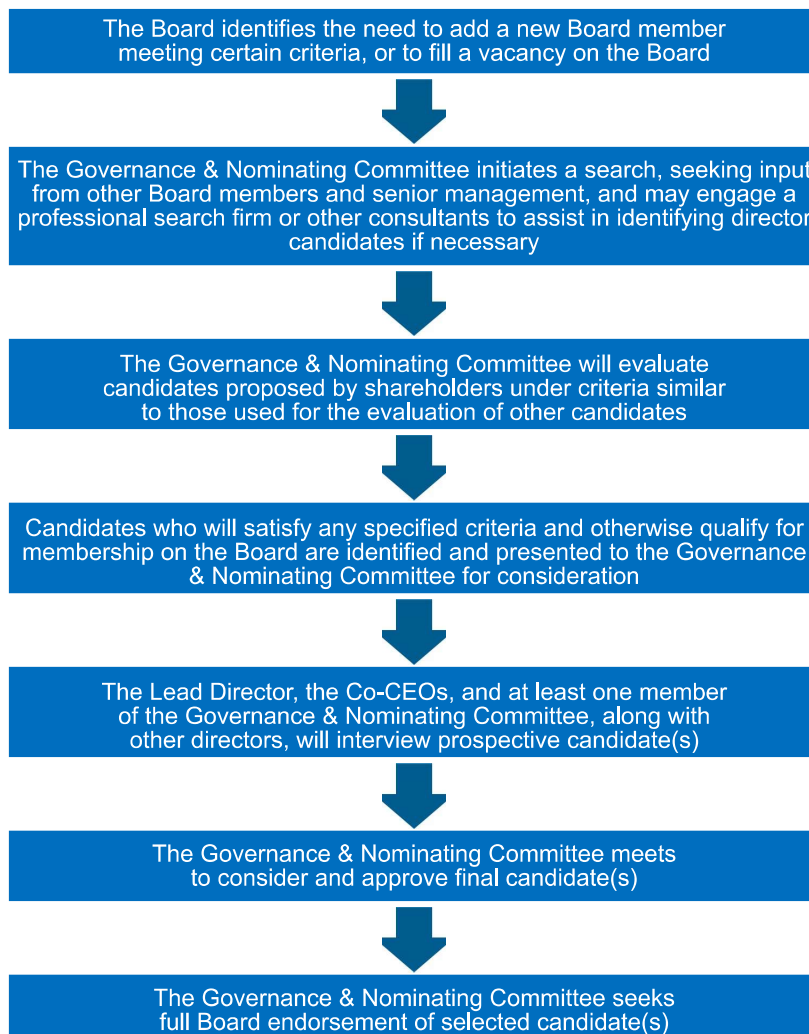 The Board identifies the need to add a new Board member
meeting certain criteria, or to fill a vacancy on the Board
The Governance & Nominating Committee initiates a search, seeking input
from other Board members and senior management, and may engage a
professional search firm or other consultants to assist in identifying director
candidates if necessary
The Governance & Nominating Committee will evaluate
candidates proposed by shareholders under criteria similar
to those used for the evaluation of other candidates
Candidates who will satisfy any specified criteria and otherwise qualify for
membership on the Board are identified and presented to the Governance
& Nominating Committee for consideration
The Lead Director, the Co-CEOs, and at least one member
of the Governance & Nominating Committee, along with
other directors, will interview prospective candidate(s)
The Governance & Nominating Committee meets
to consider and approve final candidate(s)
The Governance & Nominating Committee seeks
full Board endorsement of selected candidate(s)